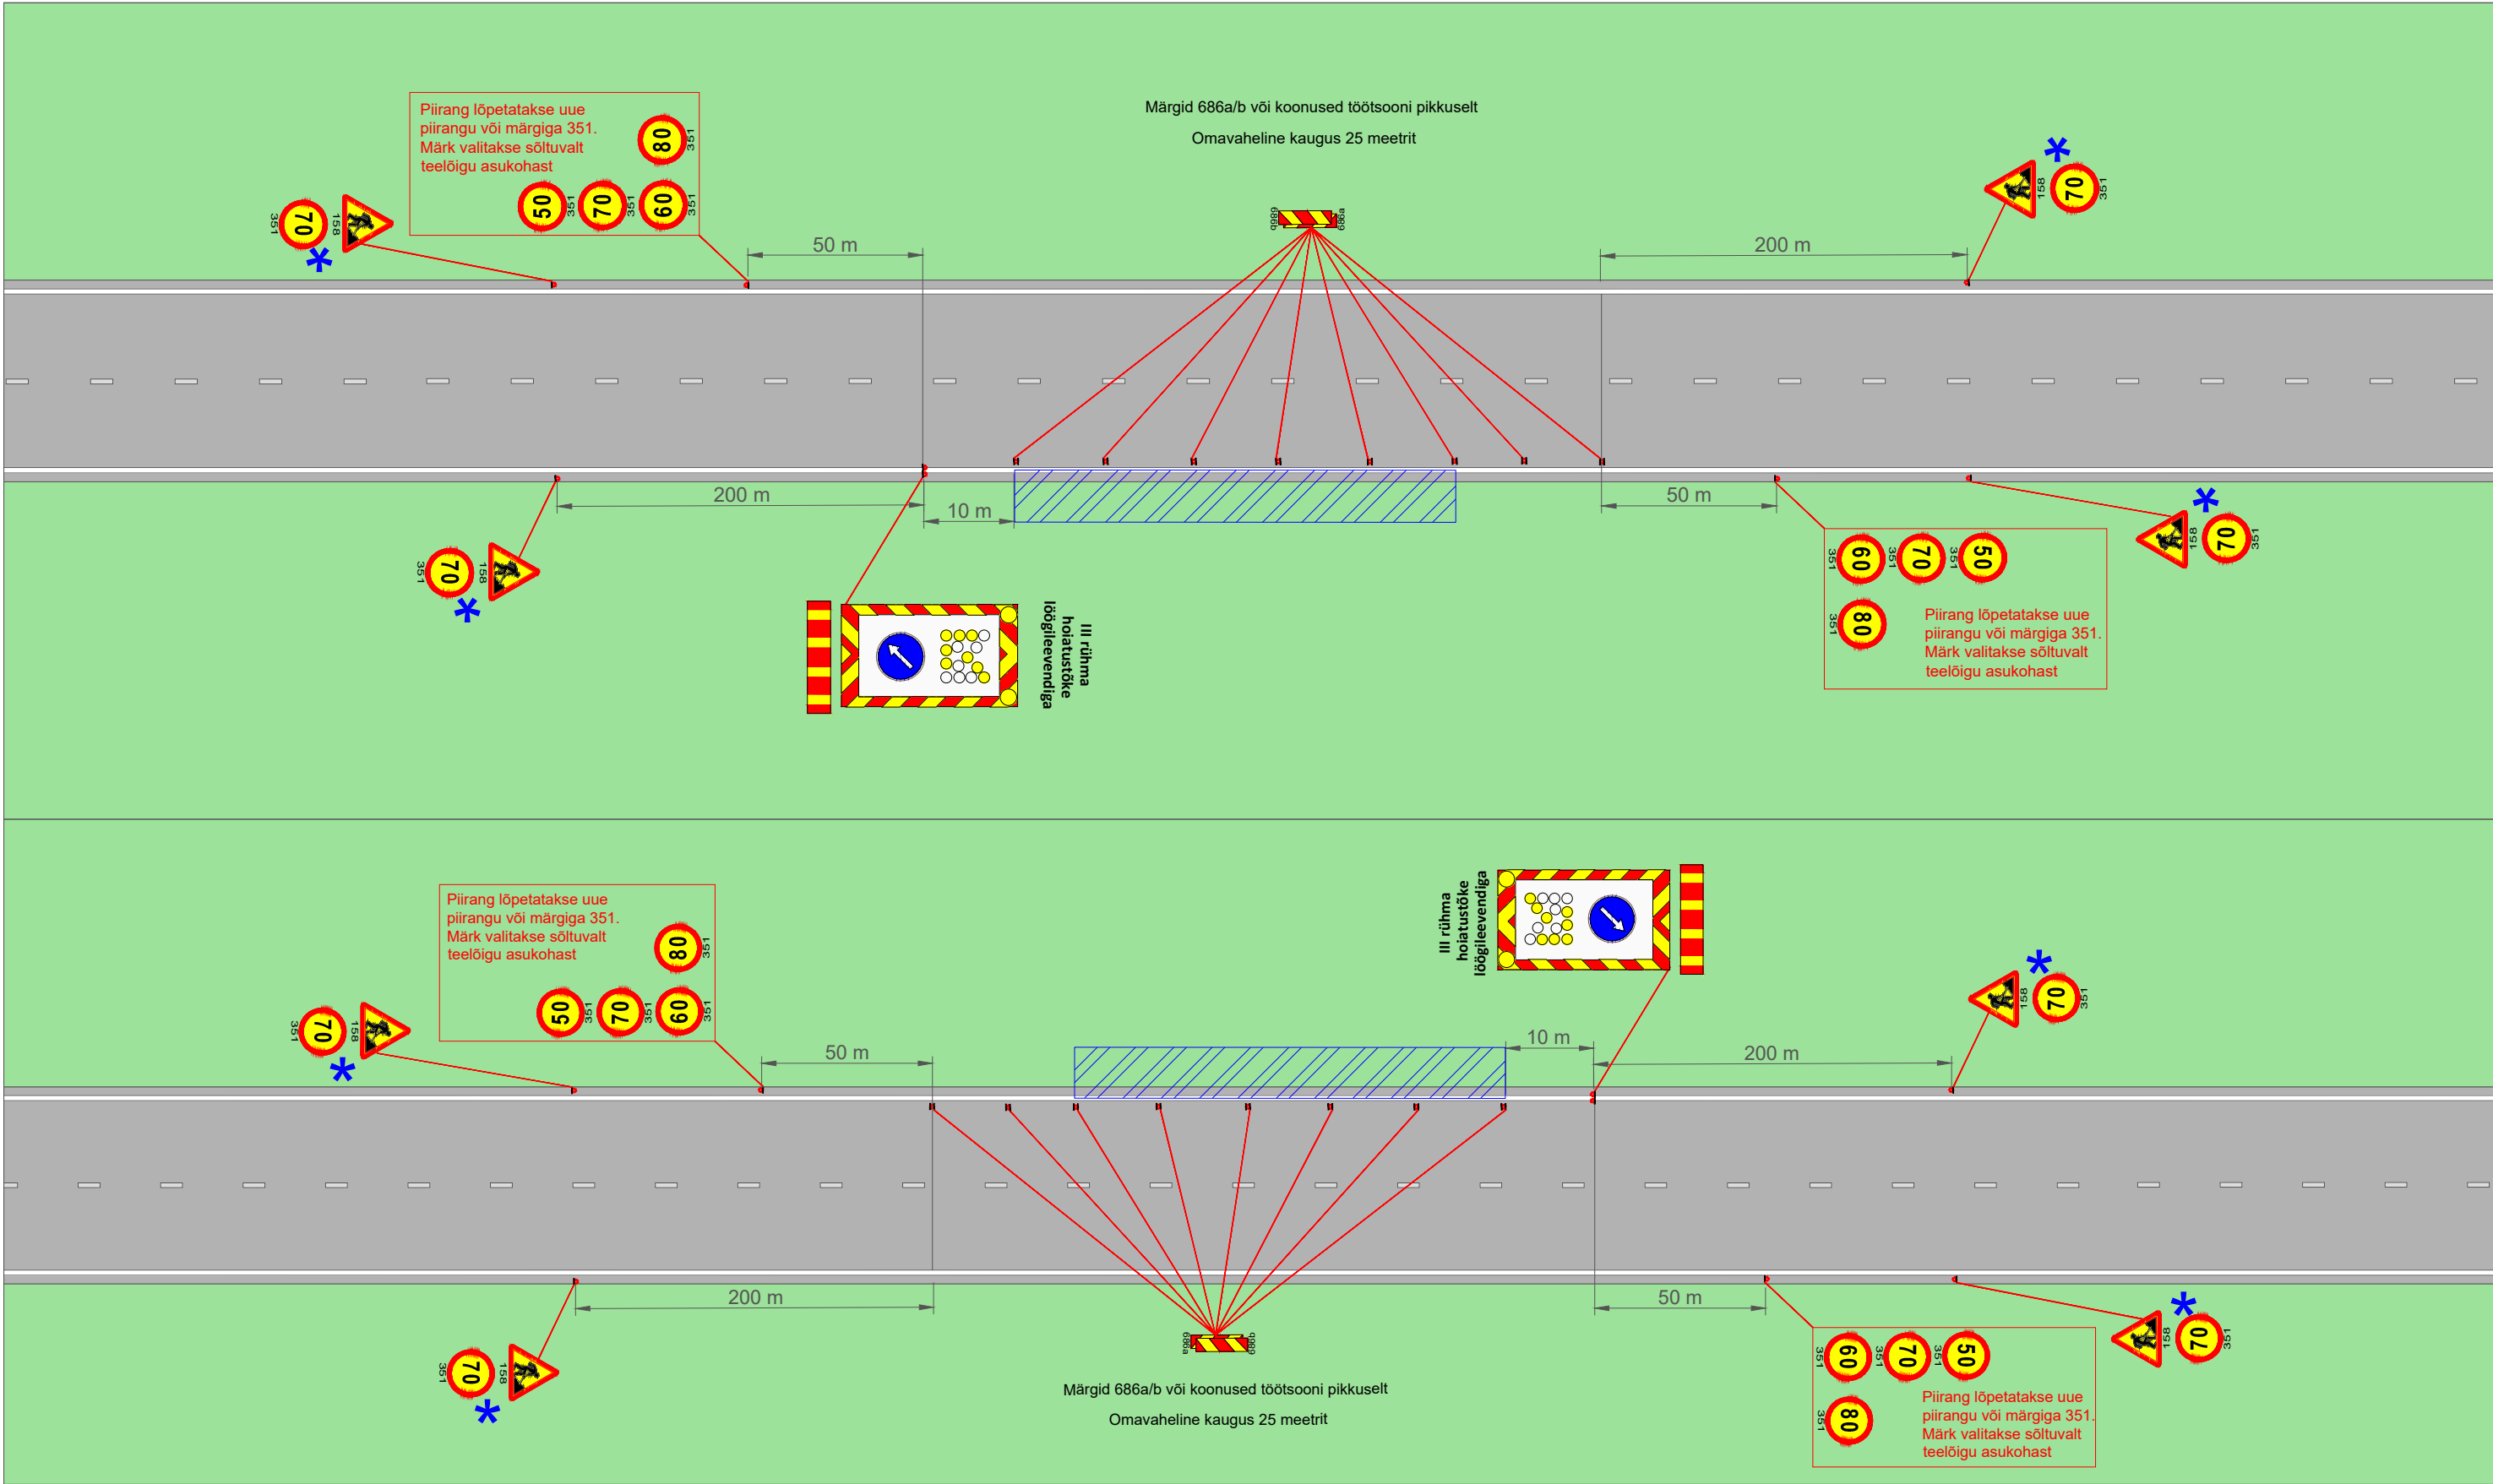 Piirang lõpetatakse uue
piirangu või märgiga 351.
Märk valitakse sõltuvalt
teelõigu asukohast
80
351
50
351
70
351
60
351
70
351
158
*
50 m
Märgid 686a/b või koonused töötsooni pikkuselt
Omavaheline kaugus 25 meetrit
686b
686a
*
158
70
351
200 m
200 m
10 m
50 m
70
351
158
*
III rühma
hoiatustõke
löögileevendiga
60
351
70
351
50
351
80
351
Piirang lõpetatakse uue
piirangu või märgiga 351.
Märk valitakse sõltuvalt
teelõigu asukohast
*
158
70
351
Piirang lõpetatakse uue
piirangu või märgiga 351.
Märk valitakse sõltuvalt
teelõigu asukohast
80
351
50
351
70
351
60
351
70
351
158
*
50 m
III rühma
hoiatustõke
löögileevendiga
10 m
200 m
*
158
70
351
200 m
50 m
70
351
158
*
686a
Märgid 686a/b või koonused töötsooni pikkuselt
Omavaheline kaugus 25 meetrit
60
351
70
351
50
351
80
351
Piirang lõpetatakse uue
piirangu või märgiga 351.
Märk valitakse sõltuvalt
teelõigu asukohast
*
158
70
351